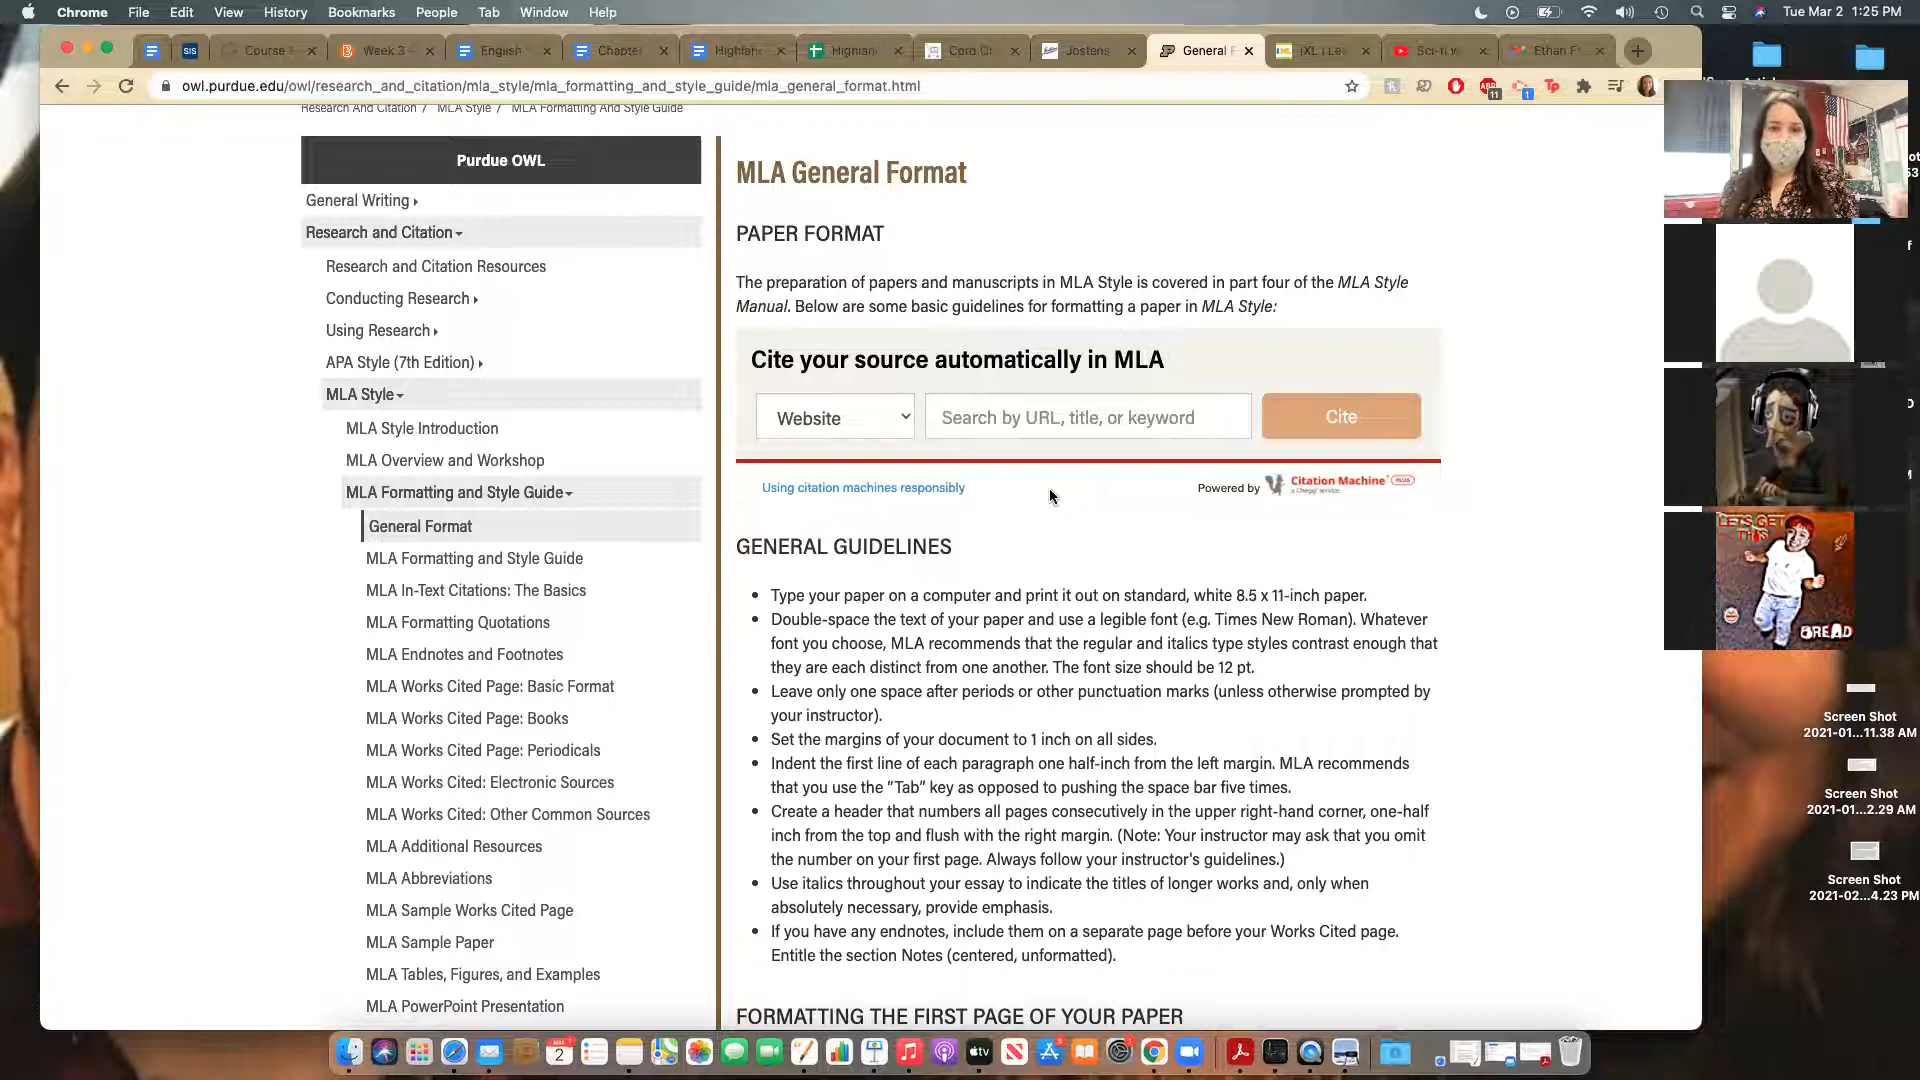 Chrome File Edit View History Bookmarks People Tab Window Help
Tue Mar 2 1:25 PM
SIS
Course
Week 3 -
English
Chapter
Highland
Highland
Jostens
General F
IXL | Le
Sci-fi w
Ethan F
owl.purdue.edu/owl/research_and_citation/mla_style/mla_formatting_and_style_guide/mla_general_format.html
11
1
Research And Citation / MLA Style / MLA Formatting And Style Guide
Purdue OWL
General Writing
Research and Citation
Research and Citation Resources
Conducting Research
Using Research
APA Style (7th Edition)
MLA Style
MLA Style Introduction
MLA Overview and Workshop
MLA Formatting and Style Guide
General Format
MLA Formatting and Style Guide
MLA In-Text Citations: The Basics
MLA Formatting Quotations
MLA Endnotes and Footnotes
MLA Works Cited Page: Basic Format
MLA Works Cited Page: Books
MLA Works Cited Page: Periodicals
MLA Works Cited: Electronic Sources
MLA Works Cited: Other Common Sources
MLA Additional Resources
MLA Abbreviations
MLA Sample Works Cited Page
MLA Sample Paper
MLA Tables, Figures, and Examples
MLA PowerPoint Presentation
MLA General Format
PAPER FORMAT
The preparation of papers and manuscripts in MLA Style is covered in part four of the MLA Style
Manual. Below are some basic guidelines for formatting a paper in MLA Style:
Cite your source automatically in MLA
Website
Search by URL, title, or keyword
Cite
Using citation machines responsibly
Powered by Citation Machine PLUS
a Chegg service
GENERAL GUIDELINES
• Type your paper on a computer and print it out on standard, white 8.5 x 11-inch paper.
• Double-space the text of your paper and use a legible font (e.g. Times New Roman). Whatever
font you choose, MLA recommends that the regular and italics type styles contrast enough that
they are each distinct from one another. The font size should be 12 pt.
• Leave only one space after periods or other punctuation marks (unless otherwise prompted by
your instructor).
• Set the margins of your document to 1 inch on all sides.
• Indent the first line of each paragraph one half-inch from the left margin. MLA recommends
that you use the “Tab” key as opposed to pushing the space bar five times.
• Create a header that numbers all pages consecutively in the upper right-hand corner, one-half
inch from the top and flush with the right margin. (Note: Your instructor may ask that you omit
the number on your first page. Always follow your instructor's guidelines.)
• Use italics throughout your essay to indicate the titles of longer works and, only when
absolutely necessary, provide emphasis.
• If you have any endnotes, include them on a separate page before your Works Cited page.
Entitle the section Notes (centered, unformatted).
FORMATTING THE FIRST PAGE OF YOUR PAPER
LETS GET
THIS
BREAD
Screen Shot
2021-01...11.38 AM
Screen Shot
2021-01...2.29 AM
Screen Shot
2021-02...4.23 PM
2
tv